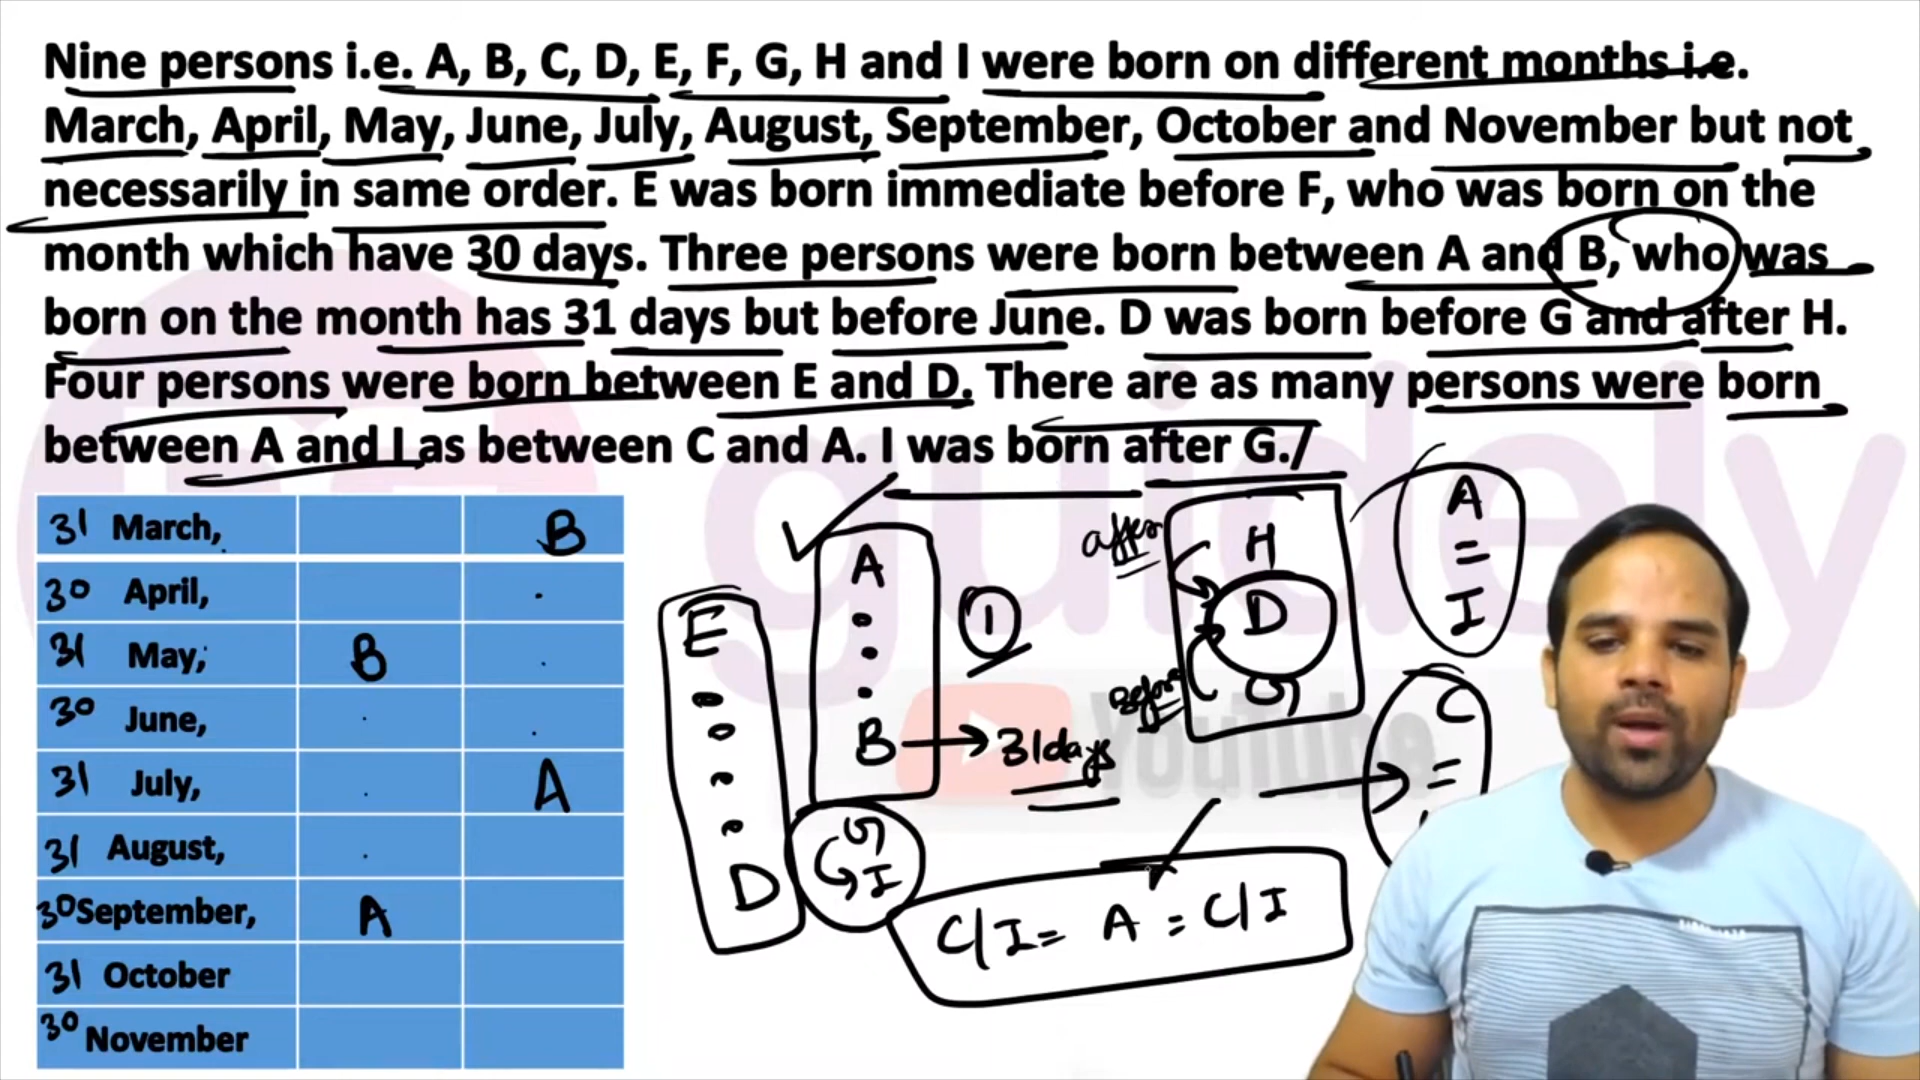 Nine persons i.e. A, B, C, D, E, F, G, H and I were born on different months i.e.
March, April, May, June, July, August, September, October and November but not
necessarily in same order. E was born immediate before F, who was born on the
month which have 30 days. Three persons were born between A and B, who was
born on the month has 31 days but before June. D was born before G and after H.
Four persons were born between E and D. There are as many persons were born
between A and I as between C and A. I was born after G.
31 March, B
30 April,
31 May, B
30 June,
31 July, A
31 August,
30 September, A
31 October
30 November
E
D
A
B → 31 days
1
G
I
after
H
D
G
Before
A
=
I
C
=
C/I = A = C/I
guidely
YouTube